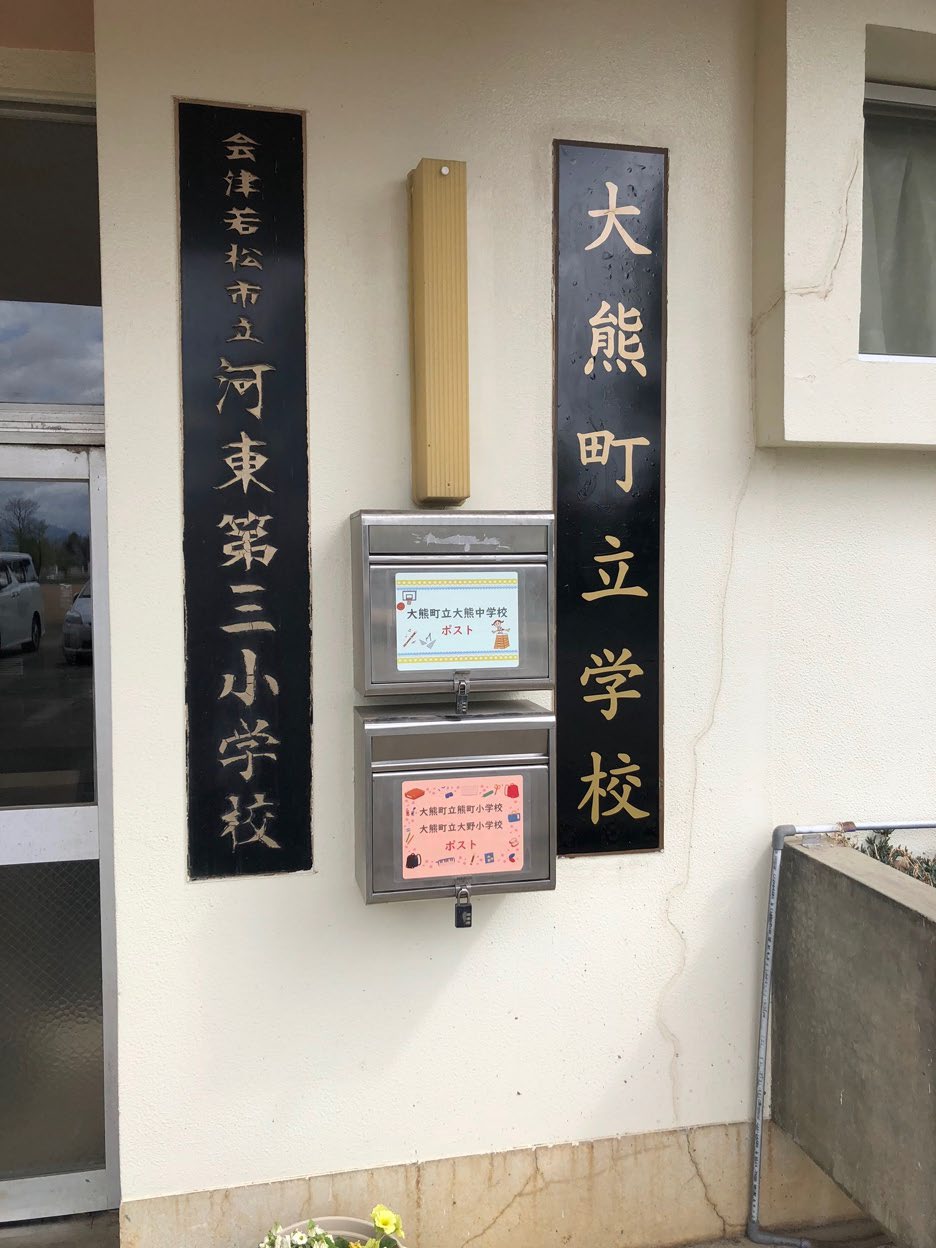 会津若松市立河東第三小学校
大熊町立学校
大熊町立大熊中学校
ポスト
大熊町立熊町小学校
大熊町立大野小学校
ポスト